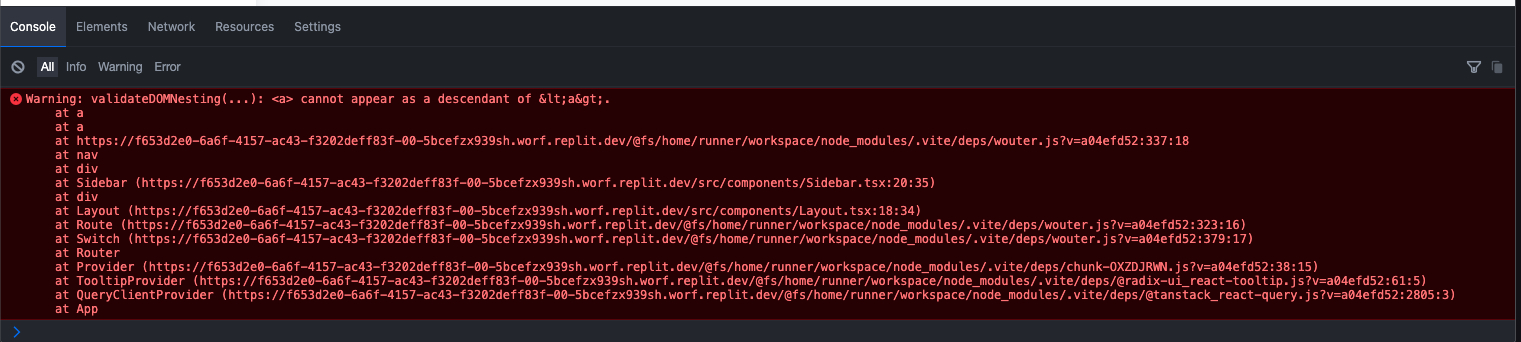 Console Elements Network Resources Settings
All Info Warning Error
Warning: validateDOMNesting(...): <a> cannot appear as a descendant of &lt;a&gt;.
at a
at a
at https://f653d2e0-6a6f-4157-ac43-f3202deff83f-00-5bcefzx939sh.worf.replit.dev/@fs/home/runner/workspace/node_modules/.vite/deps/wouter.js?v=a04efd52:337:18
at nav
at div
at Sidebar (https://f653d2e0-6a6f-4157-ac43-f3202deff83f-00-5bcefzx939sh.worf.replit.dev/src/components/Sidebar.tsx:20:35)
at div
at Layout (https://f653d2e0-6a6f-4157-ac43-f3202deff83f-00-5bcefzx939sh.worf.replit.dev/src/components/Layout.tsx:18:34)
at Route (https://f653d2e0-6a6f-4157-ac43-f3202deff83f-00-5bcefzx939sh.worf.replit.dev/@fs/home/runner/workspace/node_modules/.vite/deps/wouter.js?v=a04efd52:323:16)
at Switch (https://f653d2e0-6a6f-4157-ac43-f3202deff83f-00-5bcefzx939sh.worf.replit.dev/@fs/home/runner/workspace/node_modules/.vite/deps/wouter.js?v=a04efd52:379:17)
at Router
at Provider (https://f653d2e0-6a6f-4157-ac43-f3202deff83f-00-5bcefzx939sh.worf.replit.dev/@fs/home/runner/workspace/node_modules/.vite/deps/chunk-OXZDJRWN.js?v=a04efd52:38:15)
at TooltipProvider (https://f653d2e0-6a6f-4157-ac43-f3202deff83f-00-5bcefzx939sh.worf.replit.dev/@fs/home/runner/workspace/node_modules/.vite/deps/@radix-ui_react-tooltip.js?v=a04efd52:61:5)
at QueryClientProvider (https://f653d2e0-6a6f-4157-ac43-f3202deff83f-00-5bcefzx939sh.worf.replit.dev/@fs/home/runner/workspace/node_modules/.vite/deps/@tanstack_react-query.js?v=a04efd52:2805:3)
at App